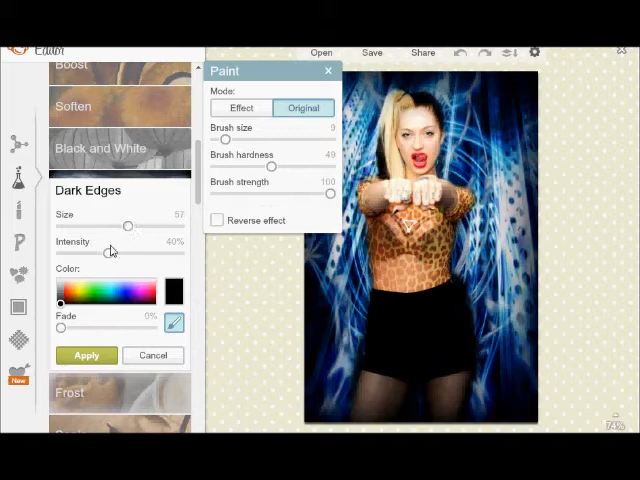 Editor
Open
Save
Share
Boost
Paint
×
Mode:
Effect
Original
Soften
Brush size
9
Black and White
Brush hardness
49
Brush strength
100
Dark Edges
Size
57
Reverse effect
Intensity
40%
Color:
Fade
0%
Apply
Cancel
New
Frost
74%